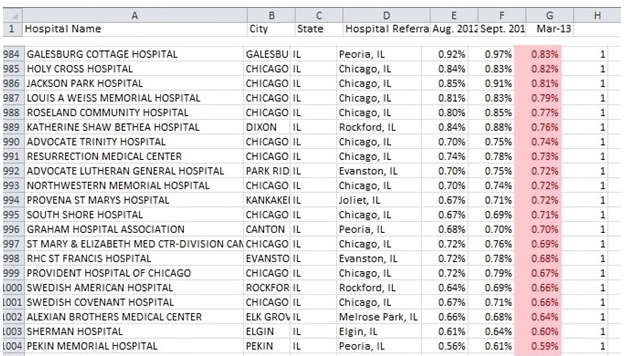 A B C D E F G H
1 Hospital Name City State Hospital Referra Aug. 2012 Sept. 201 Mar-13
984 GALESBURG COTTAGE HOSPITAL GALESBU IL Peoria, IL 0.92% 0.97% 0.83% 1
985 HOLY CROSS HOSPITAL CHICAGO IL Chicago, IL 0.84% 0.83% 0.82% 1
986 JACKSON PARK HOSPITAL CHICAGO IL Chicago, IL 0.85% 0.91% 0.81% 1
987 LOUIS A WEISS MEMORIAL HOSPITAL CHICAGO IL Chicago, IL 0.81% 0.83% 0.79% 1
988 ROSELAND COMMUNITY HOSPITAL CHICAGO IL Chicago, IL 0.80% 0.85% 0.77% 1
989 KATHERINE SHAW BETHEA HOSPITAL DIXON IL Rockford, IL 0.84% 0.88% 0.76% 1
990 ADVOCATE TRINITY HOSPITAL CHICAGO IL Chicago, IL 0.70% 0.75% 0.74% 1
991 RESURRECTION MEDICAL CENTER CHICAGO IL Chicago, IL 0.74% 0.78% 0.73% 1
992 ADVOCATE LUTHERAN GENERAL HOSPITAL PARK RID IL Evanston, IL 0.70% 0.75% 0.72% 1
993 NORTHWESTERN MEMORIAL HOSPITAL CHICAGO IL Chicago, IL 0.70% 0.74% 0.72% 1
994 PROVENA ST MARYS HOSPITAL KANKAKEI IL Joliet, IL 0.67% 0.71% 0.72% 1
995 SOUTH SHORE HOSPITAL CHICAGO IL Chicago, IL 0.67% 0.69% 0.71% 1
996 GRAHAM HOSPITAL ASSOCIATION CANTON IL Peoria, IL 0.68% 0.70% 0.70% 1
997 ST MARY & ELIZABETH MED CTR-DIVISION CAN CHICAGO IL Chicago, IL 0.72% 0.76% 0.69% 1
998 RHC ST FRANCIS HOSPITAL EVANSTO IL Evanston, IL 0.72% 0.78% 0.68% 1
999 PROVIDENT HOSPITAL OF CHICAGO CHICAGO IL Chicago, IL 0.72% 0.79% 0.67% 1
1000 SWEDISH AMERICAN HOSPITAL ROCKFOR IL Rockford, IL 0.64% 0.69% 0.66% 1
1001 SWEDISH COVENANT HOSPITAL CHICAGO IL Chicago, IL 0.67% 0.71% 0.66% 1
1002 ALEXIAN BROTHERS MEDICAL CENTER ELK GROV IL Melrose Park, IL 0.66% 0.68% 0.64% 1
1003 SHERMAN HOSPITAL ELGIN IL Elgin, IL 0.61% 0.64% 0.60% 1
1004 PEKIN MEMORIAL HOSPITAL PEKIN IL Peoria, IL 0.56% 0.61% 0.59% 1